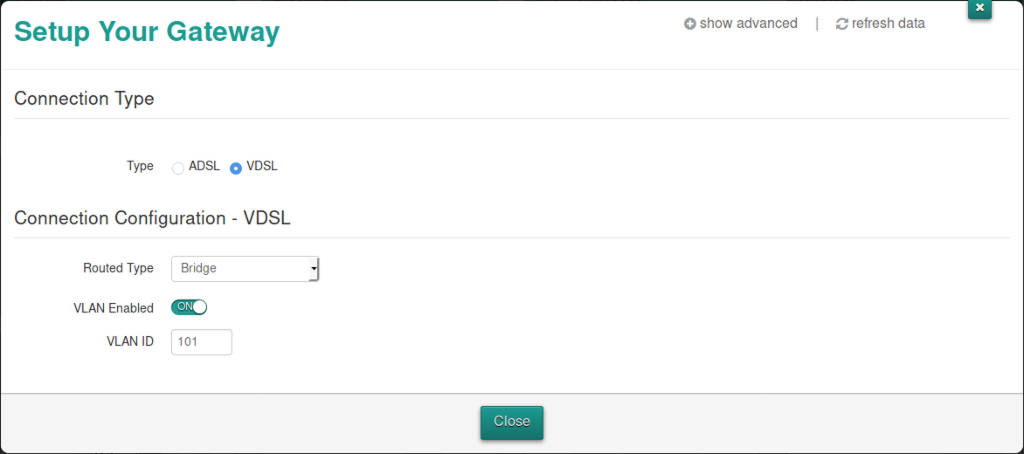 Setup Your Gateway
show advanced | refresh data
Connection Type
Type ADSL VDSL
Connection Configuration - VDSL
Routed Type Bridge
VLAN Enabled ON
VLAN ID 101
Close